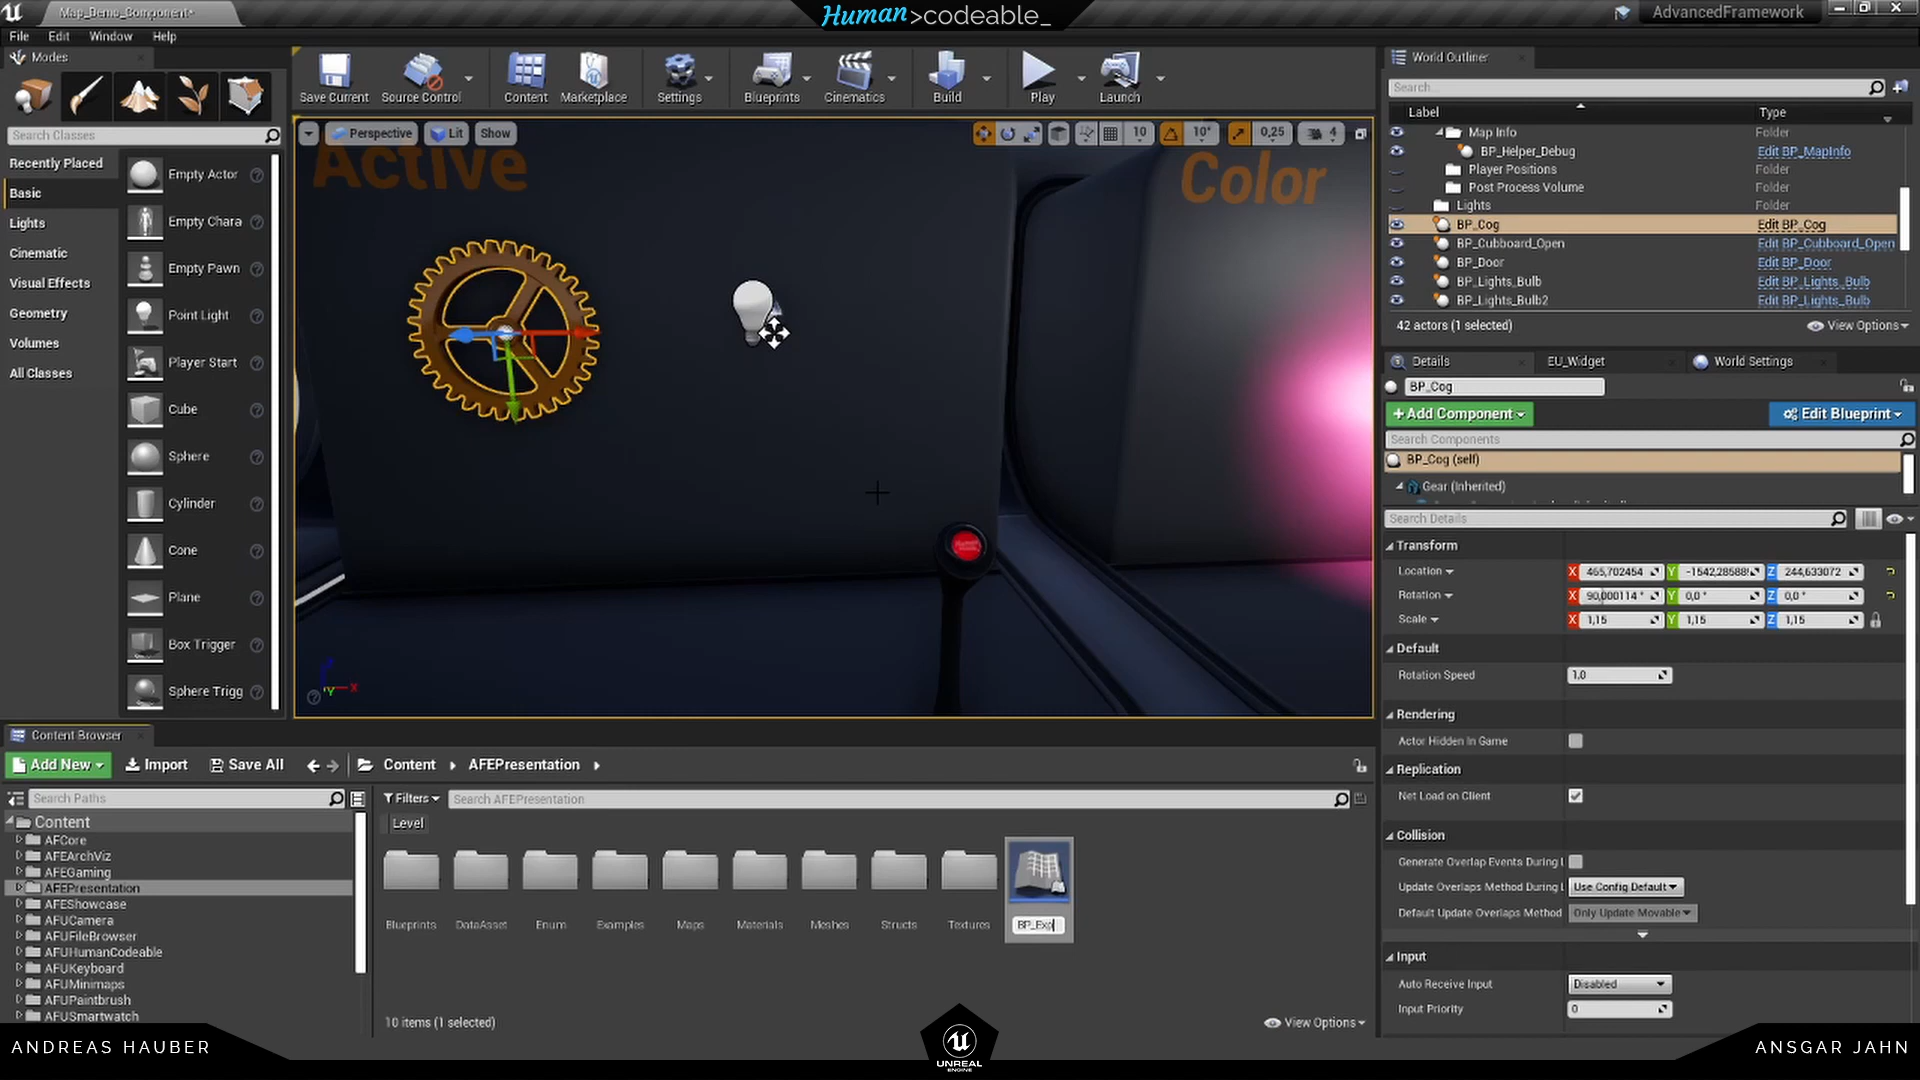 Map_Demo_Component*
Human >codeable_
AdvancedFramework
File Edit Window Help
Modes
Search Classes
Recently Placed
Basic
Lights
Cinematic
Visual Effects
Geometry
Volumes
All Classes
Empty Actor
Empty Chara
Empty Pawn
Point Light
Player Start
Cube
Sphere
Cylinder
Cone
Plane
Box Trigger
Sphere Trigg
Save Current
Source Control
Content
Marketplace
Settings
Blueprints
Cinematics
Build
Play
Launch
Perspective
Lit
Show
10
10°
0,25
4
Active
Color
X
Y
World Outliner
Search...
Label
Type
Map Info Folder
BP_Helper_Debug Edit BP_MapInfo
Player Positions Folder
Post Process Volume Folder
Lights Folder
BP_Cog Edit BP_Cog
BP_Cubboard_Open Edit BP_Cubboard_Open
BP_Door Edit BP_Door
BP_Lights_Bulb Edit BP_Lights_Bulb
BP_Lights_Bulb2 Edit BP_Lights_Bulb
42 actors (1 selected)
View Options
Details
EU_Widget
World Settings
BP_Cog
+Add Component
Edit Blueprint
Search Components
BP_Cog (self)
Gear (Inherited)
Search Details
Transform
Location X 465,702454 Y Z 244,633072
Rotation X 90,000114 ° Y 0,0 ° Z 0,0 °
Scale X 1,15 Y 1,15 Z 1,15
Default
Rotation Speed 1,0
Rendering
Actor Hidden In Game
Replication
Net Load on Client
Collision
Generate Overlap Events During L
Update Overlaps Method During L Use Config Default
Default Update Overlaps Method Only Update Movable
Input
Auto Receive Input Disabled
Input Priority 0
Content Browser
Add New
Import
Save All
Content
AFEPresentation
Search Paths
Filters
Search AFEPresentation
Level
Content
AFCore
AFEArchViz
AFEGaming
AFEPresentation
AFEShowcase
AFUCamera
AFUFileBrowser
AFUHumanCodeable
AFUKeyboard
AFUMinimaps
AFUPaintbrush
AFUSmartwatch
Blueprints
DataAsset
Enum
Examples
Maps
Materials
Meshes
Structs
Textures
BP_Exp
10 items (1 selected)
View Options
ANDREAS HAUBER
UNREAL
ENGINE
ANSGAR JAHN